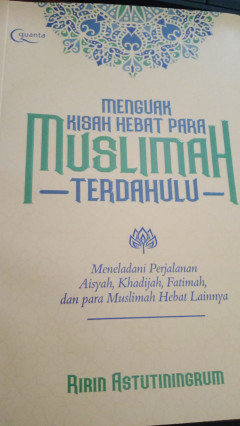 quanta
MENGUAK
KISAH HEBAT PARA
MUSLIMAH
TERDAHULU
Meneladani Perjalanan
Aisyah, Khadijah, Fatimah,
dan para Muslimah Hebat Lainnya
RIRIN ASTUTININGRUM